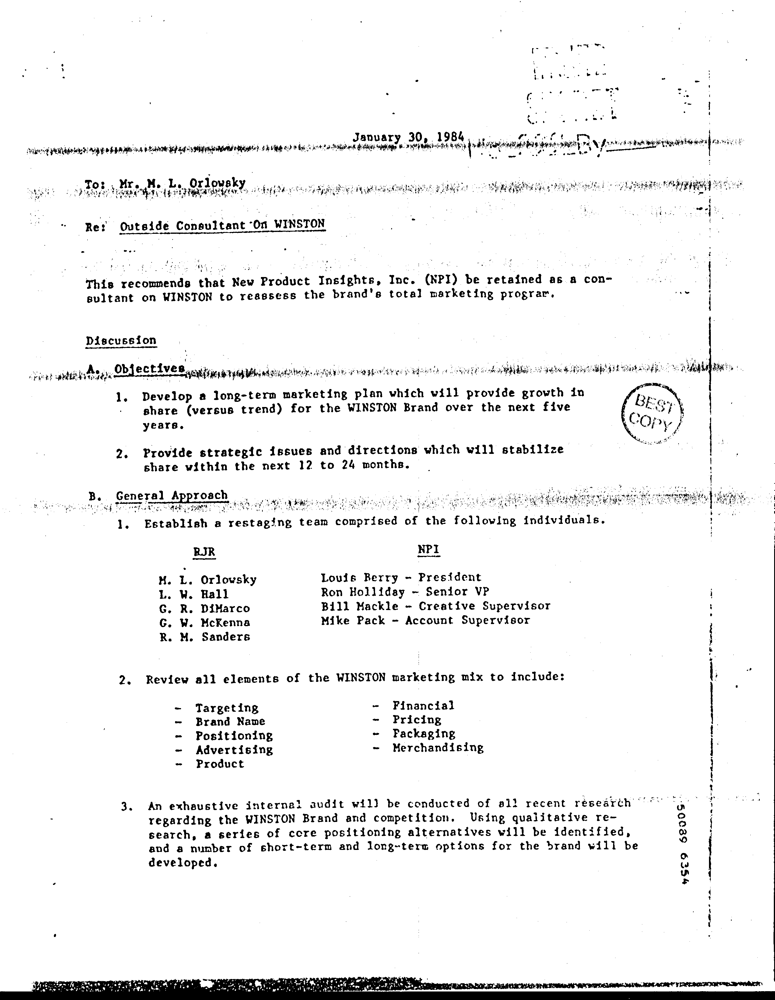 January 30, 1984
To: Mr. M. L. Orlowsky
Re: Outside Consultant On WINSTON
This recommends that New Product Insights, Inc. (NPI) be retained as a con-
sultant on WINSTON to reassess the brand's total marketing program.
Discussion
A. Objectives
1. Develop a long-term marketing plan which will provide growth in
share (versus trend) for the WINSTON Brand over the next five
years.
BEST
COPY
2. Provide strategic issues and directions which will stabilize
share within the next 12 to 24 months.
B. General Approach
1. Establish a restaging team comprised of the following individuals.
RJR NPI
M. L. Orlowsky Louis Berry - President
L. W. Hall Ron Holliday - Senior VP
G. R. DiMarco Bill Mackle - Creative Supervisor
G. W. McKenna Mike Pack - Account Supervisor
R. M. Sanders
2. Review all elements of the WINSTON marketing mix to include:
- Targeting - Financial
- Brand Name - Pricing
- Positioning - Packaging
- Advertising - Merchandising
- Product
3. An exhaustive internal audit will be conducted of all recent research
regarding the WINSTON Brand and competition. Using qualitative re-
search, a series of core positioning alternatives will be identified,
and a number of short-term and long-term options for the brand will be
developed.
50089 6354